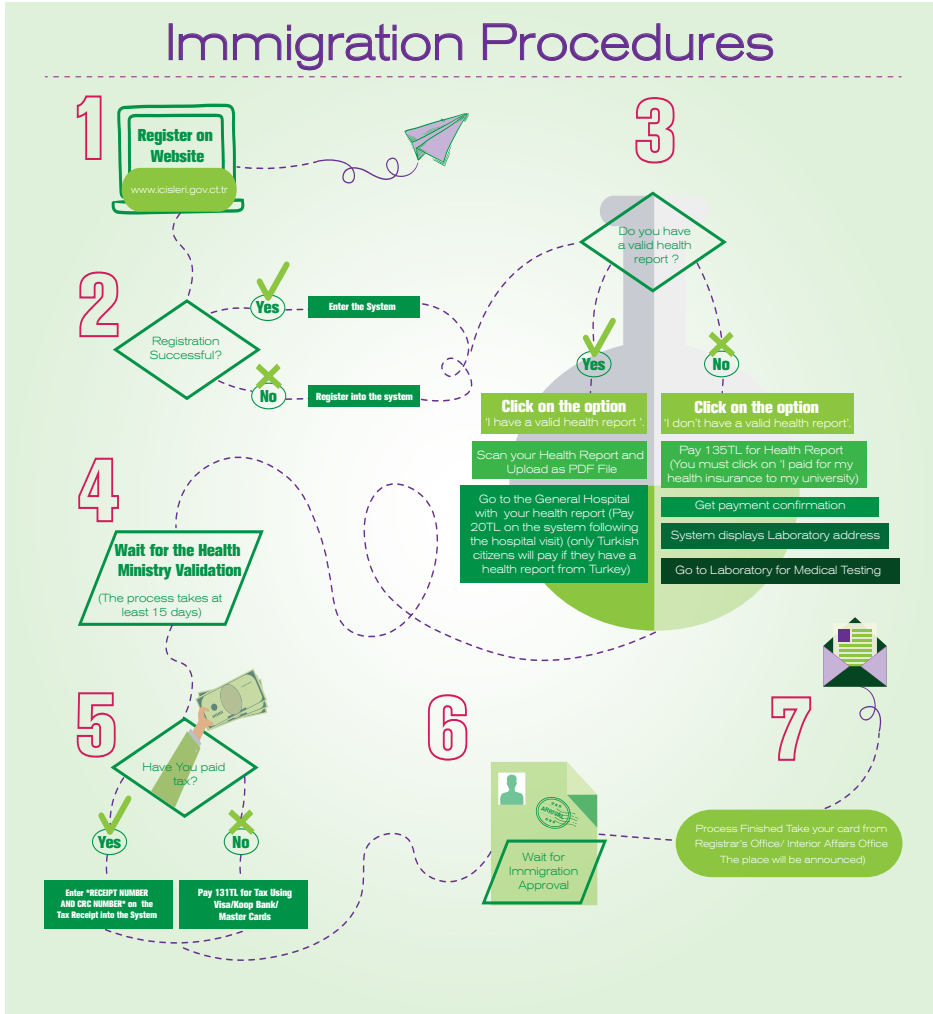 Immigration Procedures
1
Register on
Website
www.icisleri.gov.ct.tr
2
Registration
Successful?
Yes
Enter the System
No
Register into the system
3
Do you have
a valid health
report ?
Yes
No
Click on the option
'I have a valid health report '.
Scan your Health Report and
Upload as PDF File
Go to the General Hospital
with your health report (Pay
20TL on the system following
the hospital visit) (only Turkish
citizens will pay if they have a
health report from Turkey)
Click on the option
'I don't have a valid health report'.
Pay 135TL for Health Report
(You must click on 'I paid for my
health insurance to my university)
Get payment confirmation
System displays Laboratory address
Go to Laboratory for Medical Testing
4
Wait for the Health
Ministry Validation
(The process takes at
least 15 days)
5
Have You paid
tax?
Yes
No
Enter "RECEIPT NUMBER
AND CRC NUMBER" on the
Tax Receipt into the System
Pay 131TL for Tax Using
Visa/Koop Bank/
Master Cards
6
ARRIVAL
Wait for
Immigration
Approval
7
Process Finished Take your card from
Registrar's Office/ Interior Affairs Office
The place will be announced)